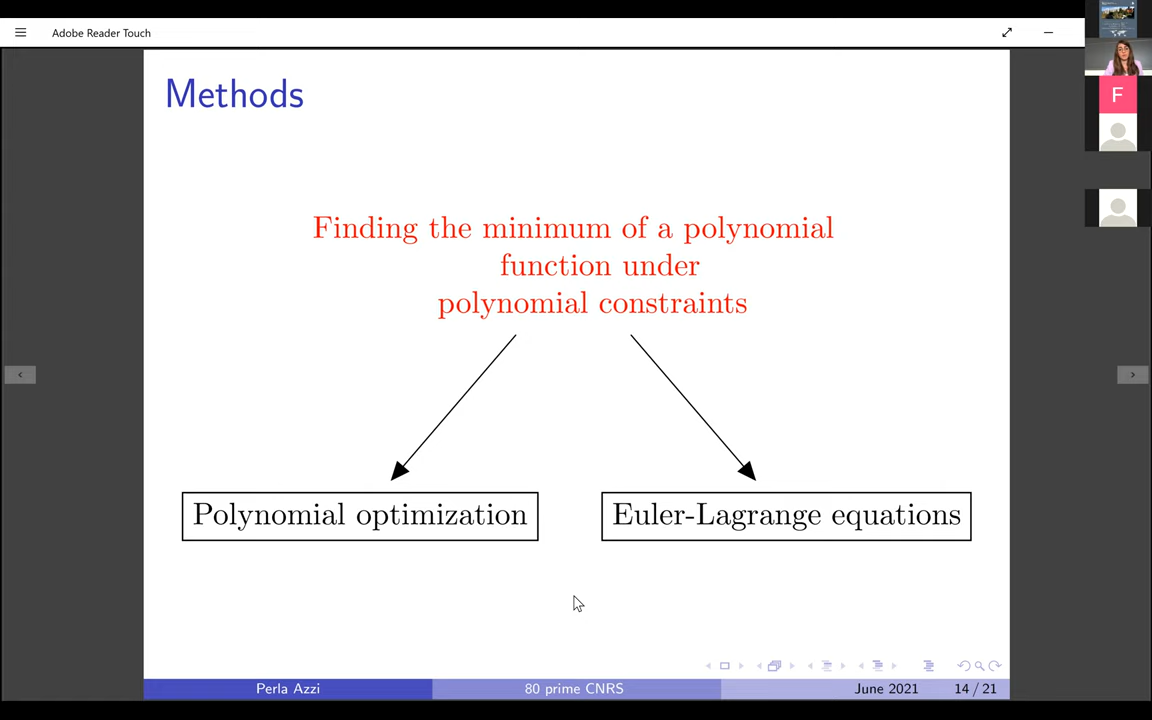 Adobe Reader Touch
F
Methods
Finding the minimum of a polynomial
function under
polynomial constraints
Polynomial optimization
Euler-Lagrange equations
Perla Azzi
80 prime CNRS
June 2021
14 / 21